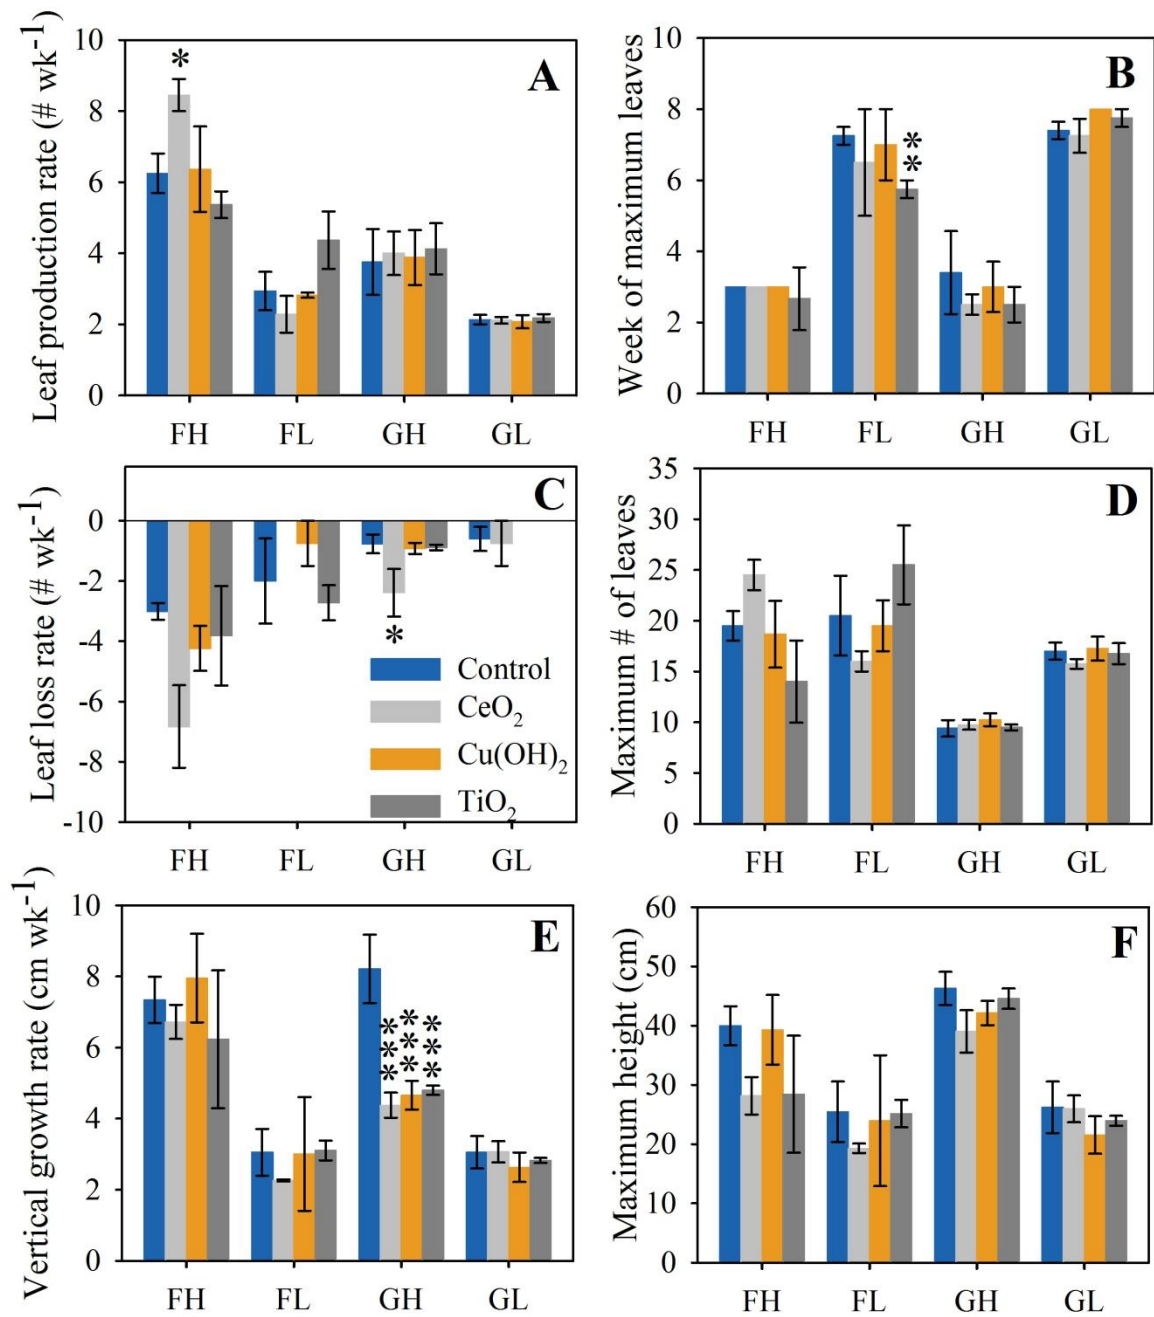 Leaf production rate (# wk⁻¹)
10
8
6
4
2
0
*
A
FH FL GH GL
Week of maximum leaves
10
8
6
4
2
0
**
B
FH FL GH GL
Leaf loss rate (# wk⁻¹)
0
-2
-4
-6
-8
-10
C
*
Control
CeO₂
Cu(OH)₂
TiO₂
FH FL GH GL
Maximum # of leaves
35
30
25
20
15
10
5
0
D
FH FL GH GL
Vertical growth rate (cm wk⁻¹)
10
8
6
4
2
0
E
*** *** ***
FH FL GH GL
Maximum height (cm)
60
50
40
30
20
10
0
F
FH FL GH GL